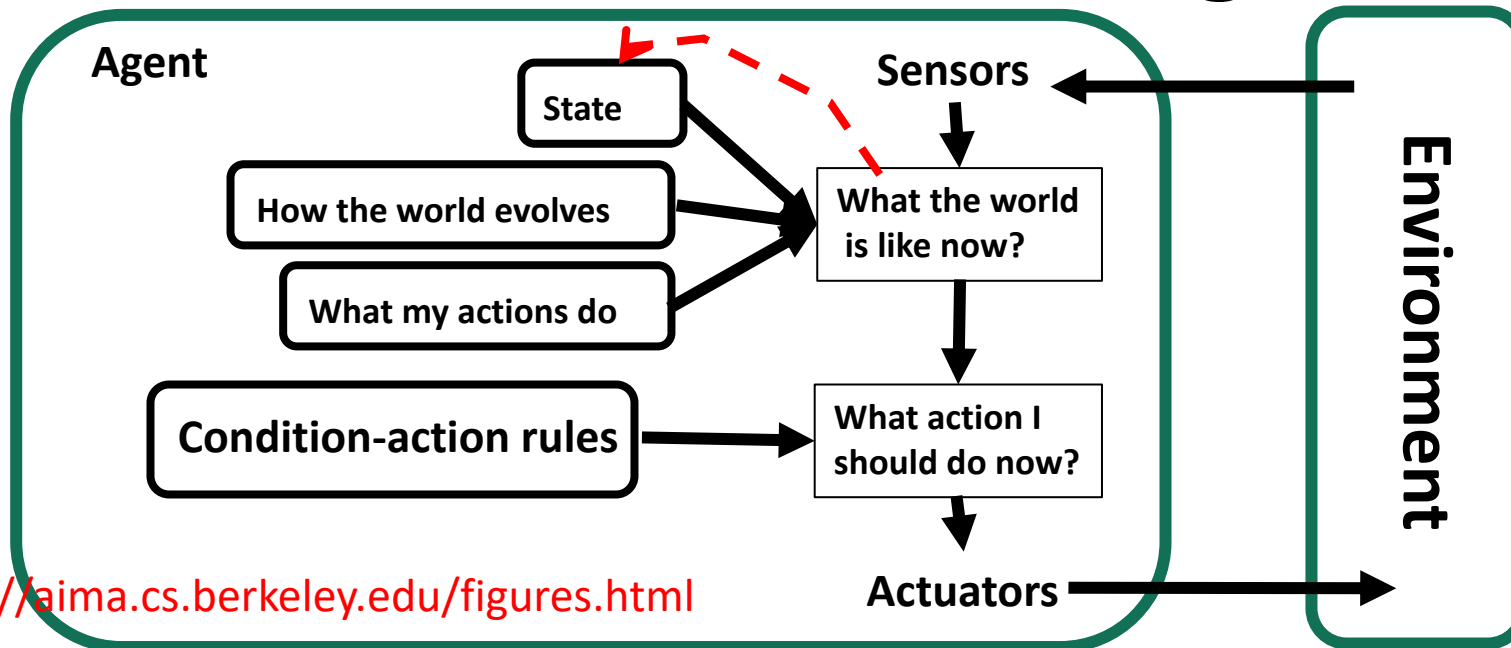 Agent
Sensors
State
How the world evolves
What the world
is like now?
What my actions do
Condition-action rules
What action I
should do now?
Actuators
Environment
//aima.cs.berkeley.edu/figures.html